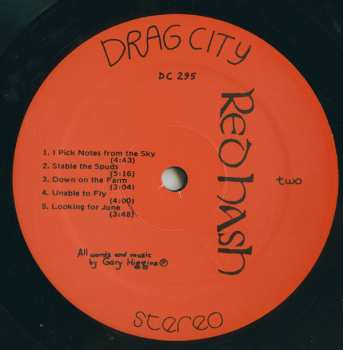 DRAG CITY
DC 295
Red hash
two
1. I Pick Notes from the Sky
(4:43)
2. Stable the Spuds
(5:16)
3. Down on the Farm
(3:04)
4. Unable to Fly
(4:00)
5. Looking for June
(3:48)
All words and music
by Gary Higgins ℗
stereo